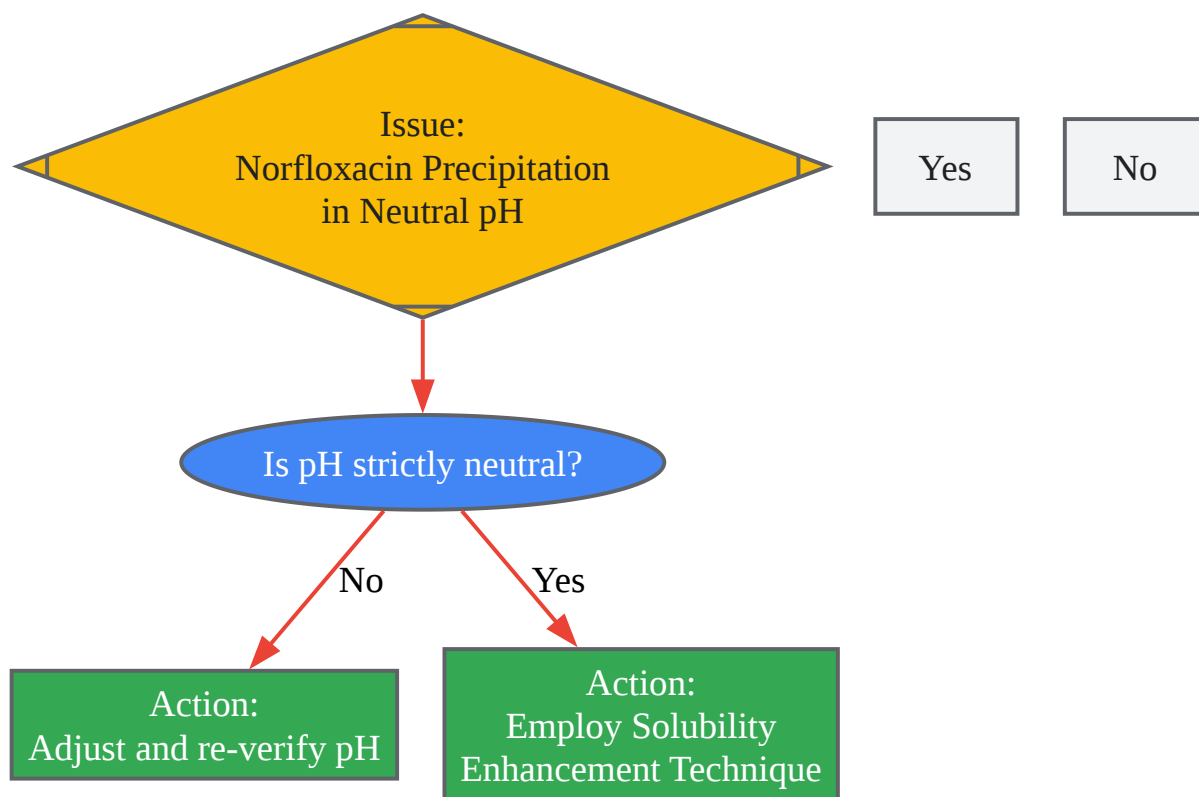 Issue:
Norfloxacin Precipitation
in Neutral pH
Yes
No
Is pH strictly neutral?
No
Yes
Action:
Adjust and re-verify pH
Action:
Employ Solubility
Enhancement Technique